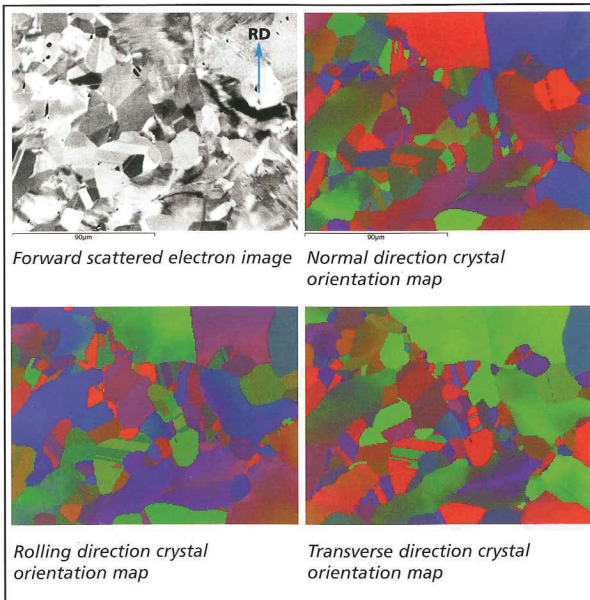 RD
90µm
90µm
Forward scattered electron image
Normal direction crystal
orientation map
Rolling direction crystal
orientation map
Transverse direction crystal
orientation map